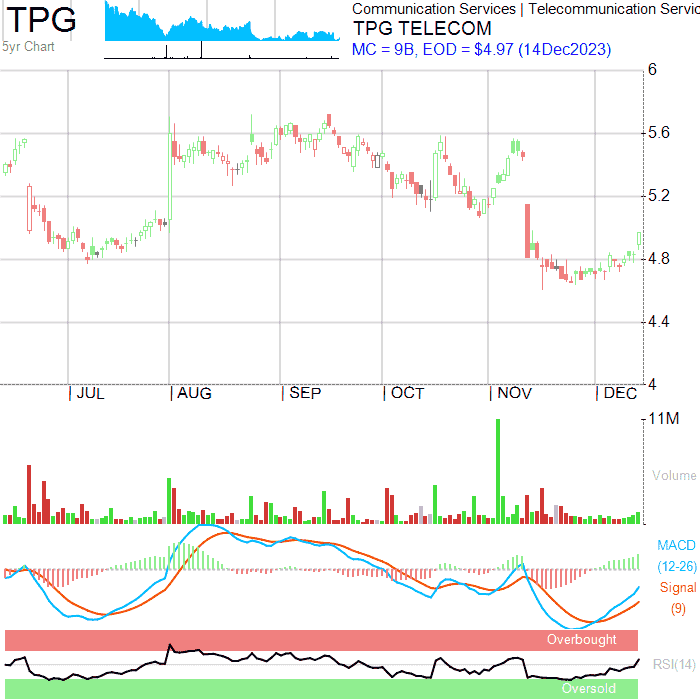 TPG
5yr Chart
Communication Services | Telecommunication Servic
TPG TELECOM
MC = 9B, EOD = $4.97 (14Dec2023)
6
5.6
5.2
4.8
4.4
4
JUL
AUG
SEP
OCT
NOV
DEC
11M
Volume
MACD
(12-26)
Signal
(9)
Overbought
RSI(14)
Oversold